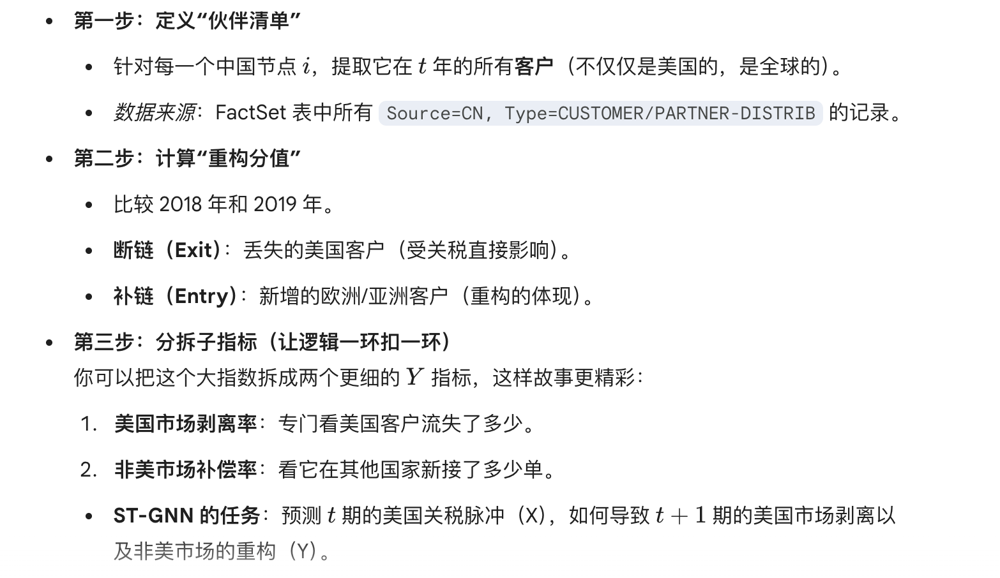 • 第一步：定义“伙伴清单”
• 针对每一个中国节点 i，提取它在 t 年的所有客户（不仅仅是美国的，是全球的）。
• 数据来源：FactSet 表中所有 Source=CN, Type=CUSTOMER/PARTNER-DISTRIB 的记录。
• 第二步：计算“重构分值”
• 比较 2018 年和 2019 年。
• 断链（Exit）：丢失的美国客户（受关税直接影响）。
• 补链（Entry）：新增的欧洲/亚洲客户（重构的体现）。
• 第三步：分拆子指标（让逻辑一环扣一环）
你可以把这个大指数拆成两个更细的 Y 指标，这样故事更精彩：
1. 美国市场剥离率：专门看美国客户流失了多少。
2. 非美市场补偿率：看它在其他国家新接了多少单。
• ST-GNN 的任务：预测 t 期的美国关税脉冲（X），如何导致 t + 1 期的美国市场剥离以
及非美市场的重构（Y）。